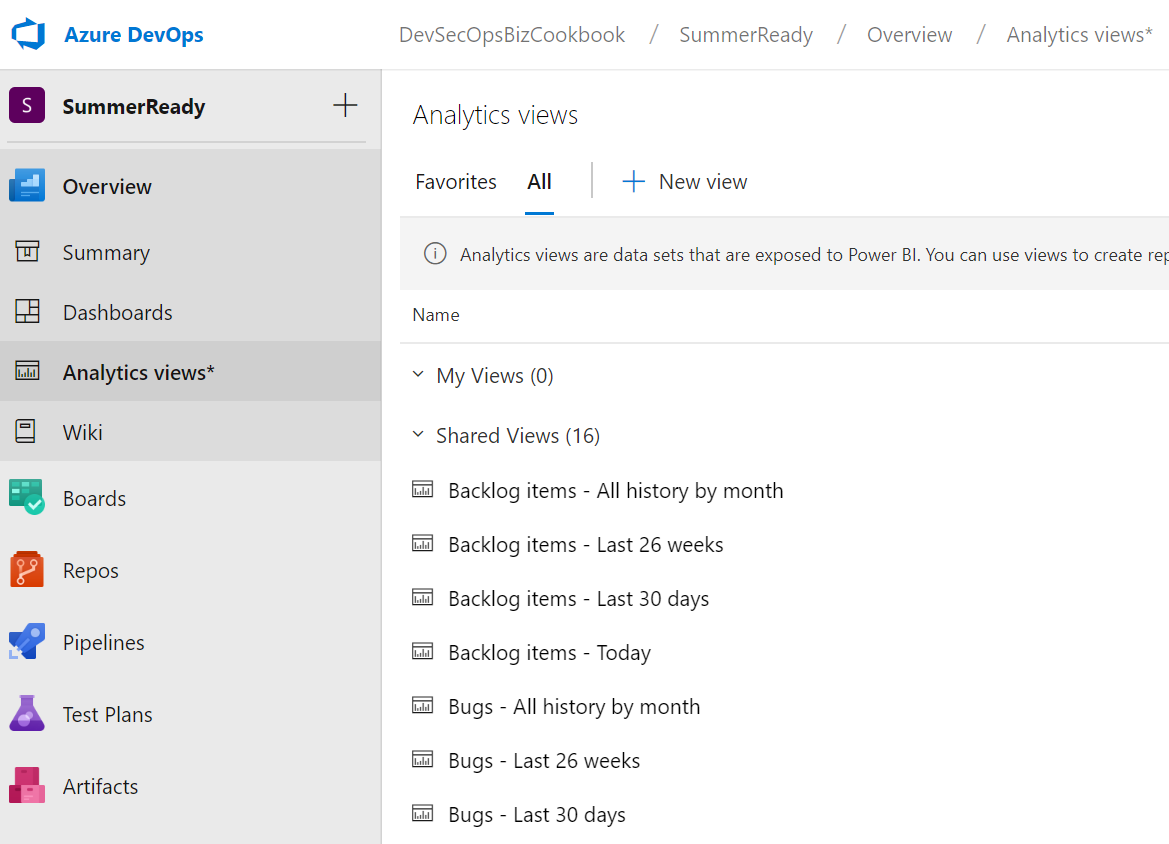 Azure DevOps
DevSecOpsBizCookbook / SummerReady / Overview / Analytics views*
S SummerReady
Overview
Summary
Dashboards
Analytics views*
Wiki
Boards
Repos
Pipelines
Test Plans
Artifacts
Analytics views
Favorites All + New view
Analytics views are data sets that are exposed to Power BI. You can use views to create
Name
My Views (0)
Shared Views (16)
Backlog items - All history by month
Backlog items - Last 26 weeks
Backlog items - Last 30 days
Backlog items - Today
Bugs - All history by month
Bugs - Last 26 weeks
Bugs - Last 30 days